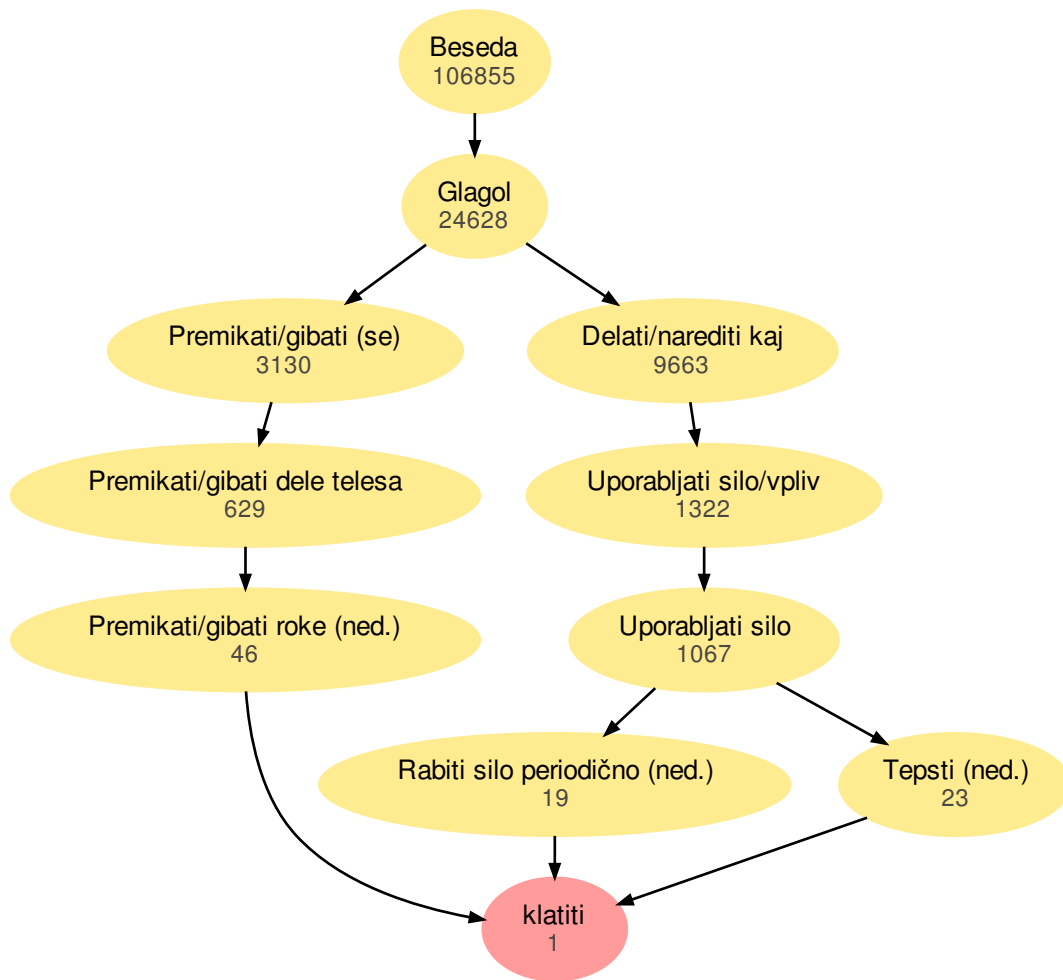 Beseda
106855
Glagol
24628
Premikati/gibati (se)
3130
Delati/narediti kaj
9663
Premikati/gibati dele telesa
629
Uporabljati silo/vpliv
1322
Premikati/gibati roke (ned.)
46
Uporabljati silo
1067
Rabiti silo periodično (ned.)
19
Tepsti (ned.)
23
klatiti
1